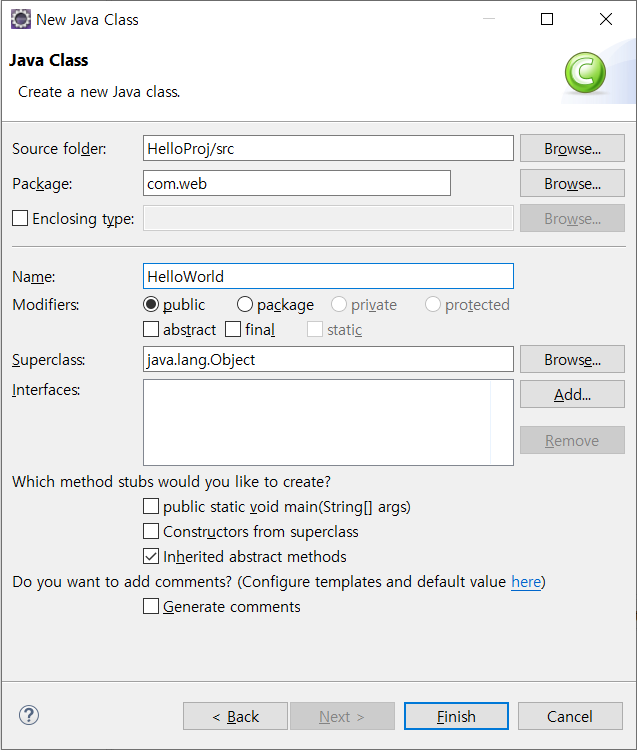 New Java Class
Java Class
Create a new Java class.
C
Source folder: HelloProj/src Browse...
Package: com.web Browse...
Enclosing type: Browse...
Name: HelloWorld
Modifiers: public package private protected
abstract final static
Superclass: java.lang.Object Browse...
Interfaces: Add...
Remove
Which method stubs would you like to create?
public static void main(String[] args)
Constructors from superclass
Inherited abstract methods
Do you want to add comments? (Configure templates and default value here)
Generate comments
? < Back Next > Finish Cancel